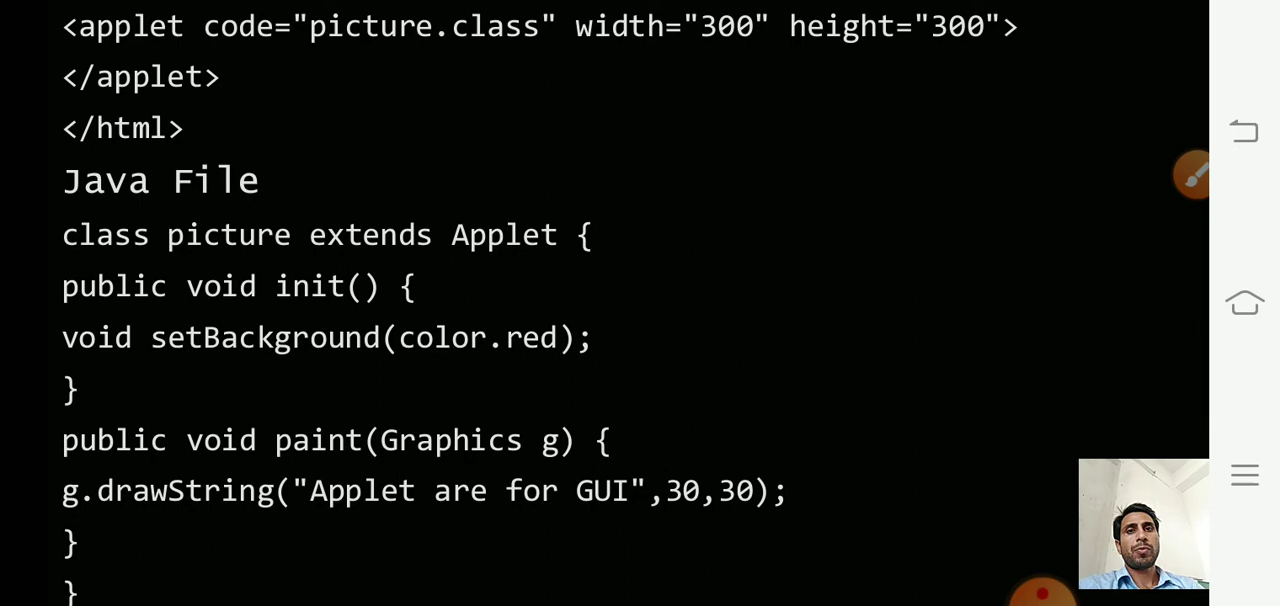 <applet code="picture.class" width="300" height="300">
</applet>
</html>
Java File
class picture extends Applet {
public void init() {
void setBackground(color.red);
}
public void paint(Graphics g) {
g.drawString("Applet are for GUI",30,30);
}
}